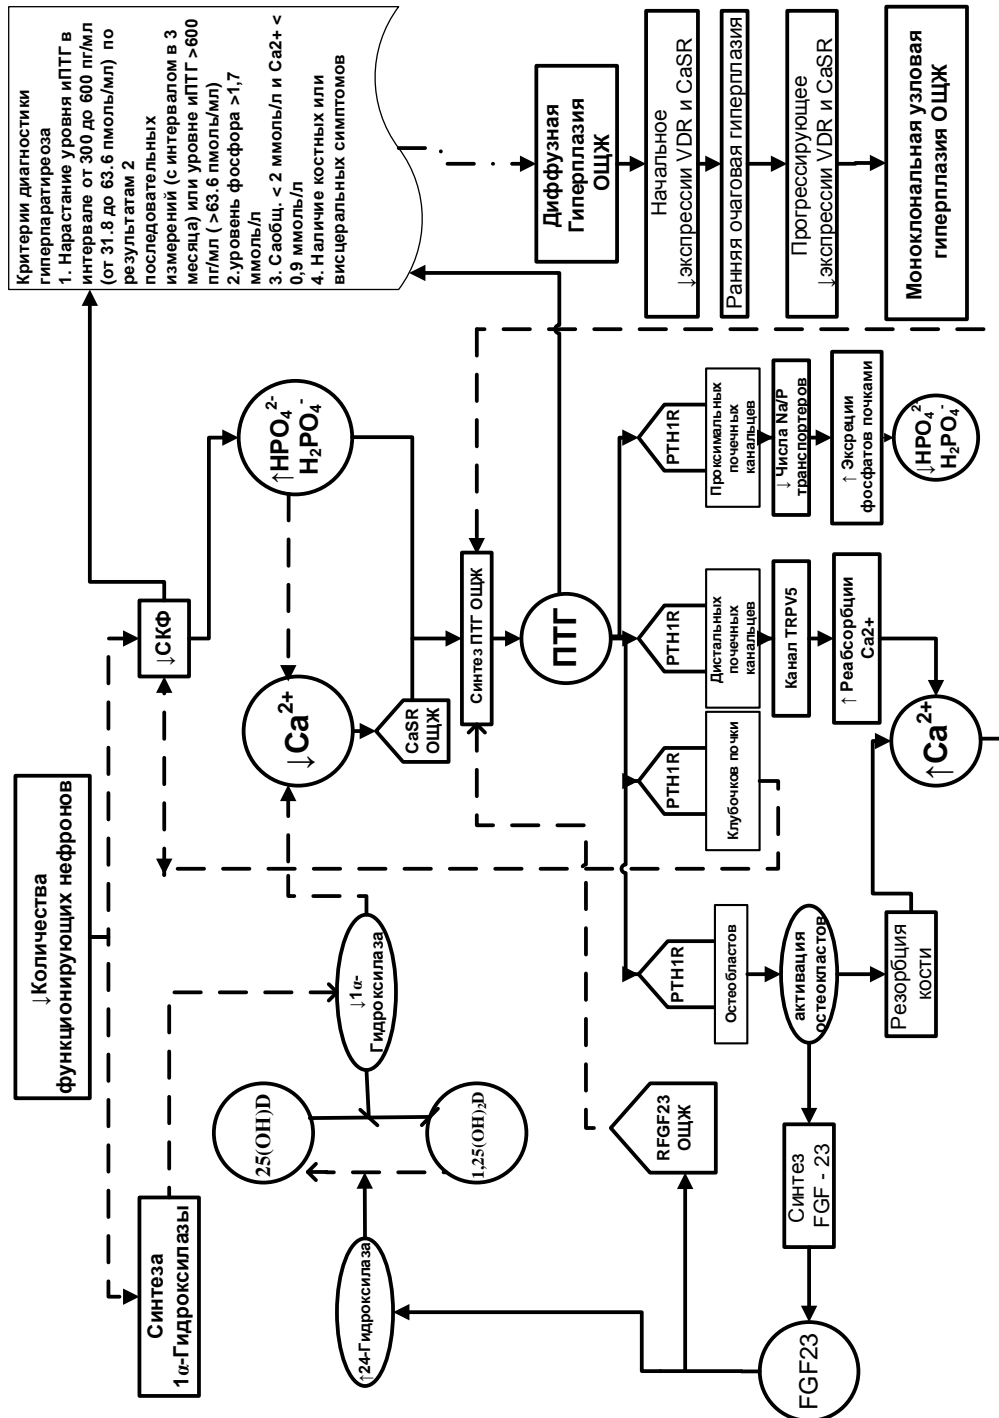 ↓Количества
функционирующих нефронов
Синтеза
1α-Гидроксилазы
↓СКФ
Критерии диагностики
гиперпаратиреоза
1. Нарастание уровня иПТГ в
интервале от 300 до 600 пг/мл
(от 31.8 до 63.6 пмоль/мл) по
результатам 2
последовательных
измерений (с интервалом в 3
месяца) или уровне иПТГ >600
пг/мл ( >63.6 пмоль/мл)
2.уровень фосфора >1,7
ммоль/л
3. Саобщ. < 2 ммоль/л и Са2+ <
0,9 ммоль/л
4. Наличие костных или
висцеральных симптомов
25(OH)D
1,25(OH)₂D
↓1α-
Гидроксилаза
↑24-Гидроксилаза
↓Ca²⁺
↑HPO₄²⁻
H₂PO₄⁻
CaSR
ОЩЖ
Синтез ПТГ ОЩЖ
ПТГ
RFGF23
ОЩЖ
PTH1R
Остеобластов
PTH1R
Клубочков почки
PTH1R
Дистальных
почечных
канальцев
PTH1R
Проксимальных
почечных
канальцев
активация
остеокластов
Канал TRPV5
↓ Числа Na/P
транспортеров
Синтез
FGF - 23
FGF23
Резорбция
кости
↑ Реабсорбции
Ca2+
↑ Эксреции
фосфатов почками
↑Ca²⁺
↓HPO₄²⁻
H₂PO₄⁻
Диффузная
Гиперплазия
ОЩЖ
Начальное
↓экспрессии VDR и CaSR
Ранняя очаговая гиперплазия
Прогрессирующее
↓экспрессии VDR и CaSR
Моноклональная узловая
гиперплазия ОЩЖ